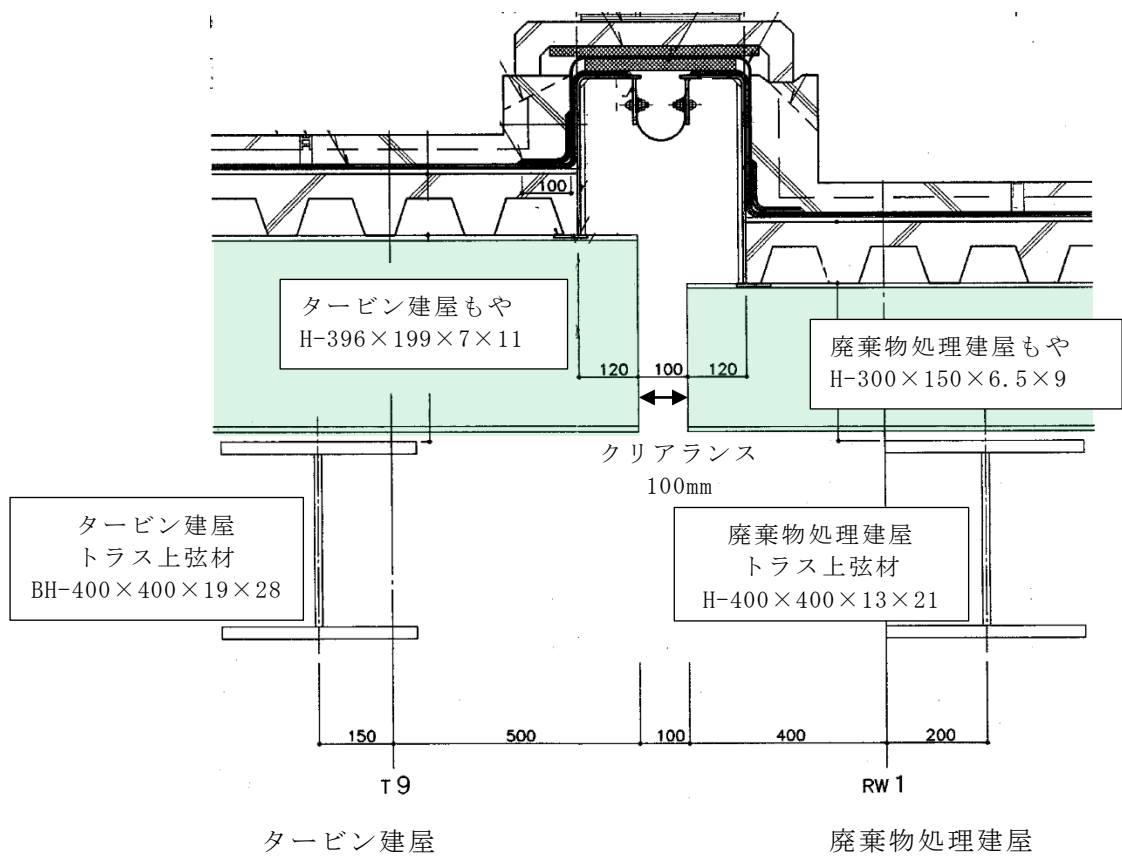 100
タービン建屋もや
H-396×199×7×11
廃棄物処理建屋もや
H-300×150×6.5×9
120 100 120
クリアランス
100mm
タービン建屋
トラス上弦材
BH-400×400×19×28
廃棄物処理建屋
トラス上弦材
H-400×400×13×21
150 500 100 400 200
T9 RW1
タービン建屋 廃棄物処理建屋